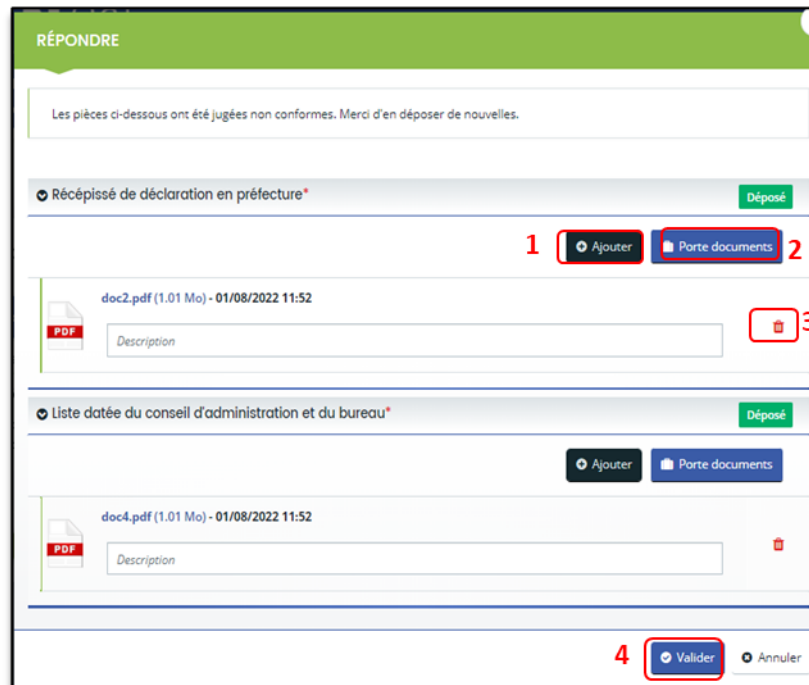 RÉPONDRE
Les pièces ci-dessous ont été jugées non conformes. Merci d'en déposer de nouvelles.
Récépissé de déclaration en préfecture*
Déposé
1 Ajouter Porte documents 2
doc2.pdf (1.01 Mo) - 01/08/2022 11:52
PDF
Description
3
Liste datée du conseil d'administration et du bureau*
Déposé
Ajouter Porte documents
doc4.pdf (1.01 Mo) - 01/08/2022 11:52
PDF
Description
4 Valider Annuler